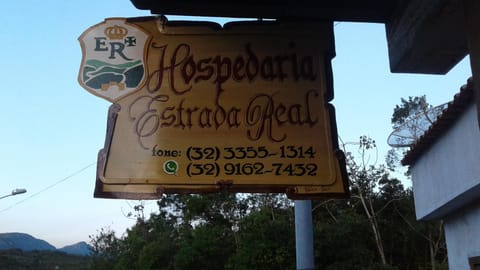 ER
Hospedaria
Estrada Real
fone: (32) 3355-1314
(32) 9162-7432